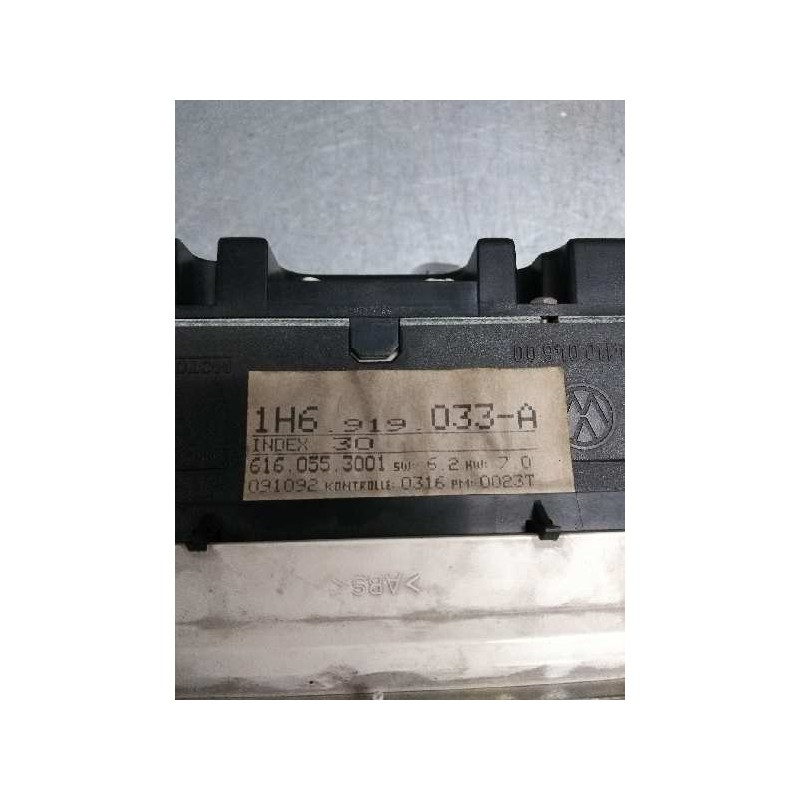 1H6.919.033-A
INDEX 30
616.055.3001 SW: 6.2 HW: 7.0
091092 KONTROLLE: 0316 PM: 0023T
>ABS<